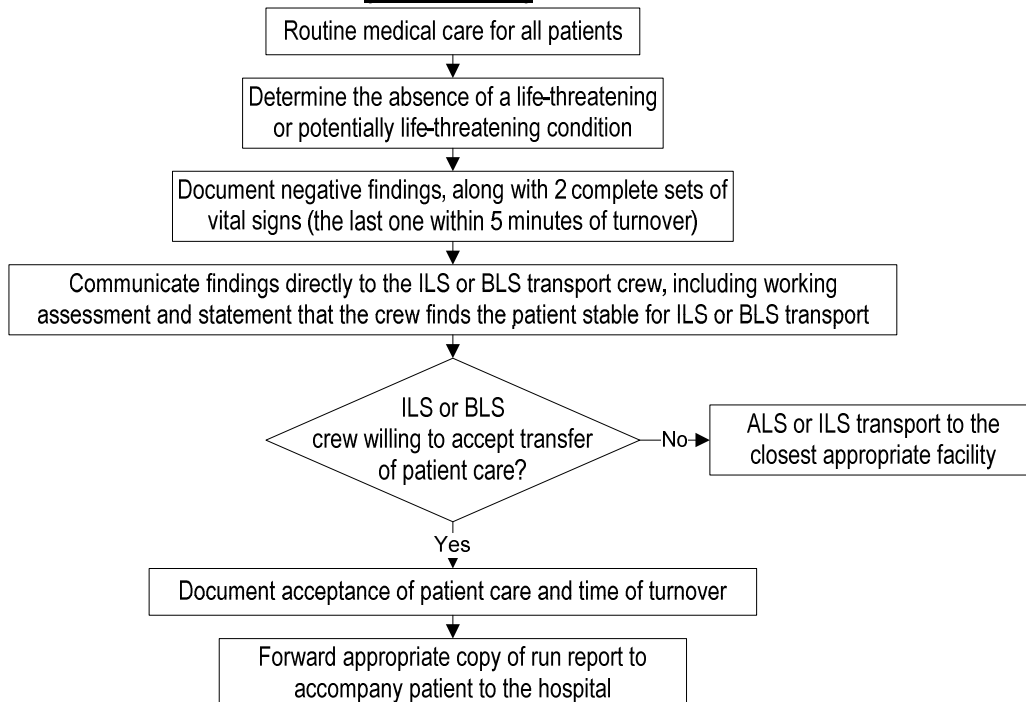 Routine medical care for all patients
Determine the absence of a life-threatening
or potentially life-threatening condition
Document negative findings, along with 2 complete sets of
vital signs (the last one within 5 minutes of turnover)
Communicate findings directly to the ILS or BLS transport crew, including working
assessment and statement that the crew finds the patient stable for ILS or BLS transport
ILS or BLS
crew willing to accept transfer
of patient care?
No
ALS or ILS transport to the
closest appropriate facility
Yes
Document acceptance of patient care and time of turnover
Forward appropriate copy of run report to
accompany patient to the hospital